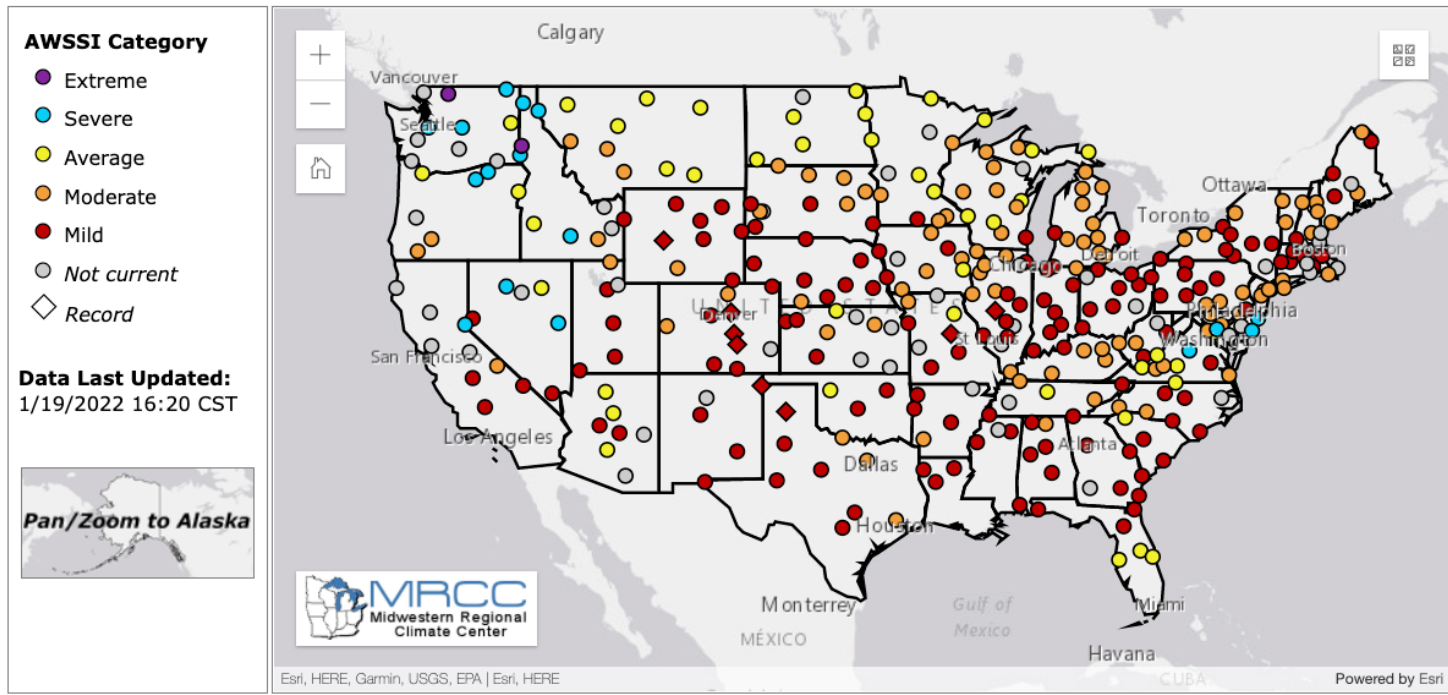 AWSSI Category
Extreme
Severe
Average
Moderate
Mild
Not current
Record
Data Last Updated:
1/19/2022 16:20 CST
Pan/Zoom to Alaska
+
−
Calgary
Vancouver
Seattle
Ottawa
Toronto
Boston
Detroit
Chicago
UNITED STATES
Denver
Philadelphia
St Louis
Washington
San Francisco
Los Angeles
Atlanta
Dallas
Houston
Monterrey
Miami
Gulf of
Mexico
MÉXICO
Havana
CUBA
MRCC
Midwestern Regional
Climate Center
Esri, HERE, Garmin, USGS, EPA | Esri, HERE
Powered by Esri